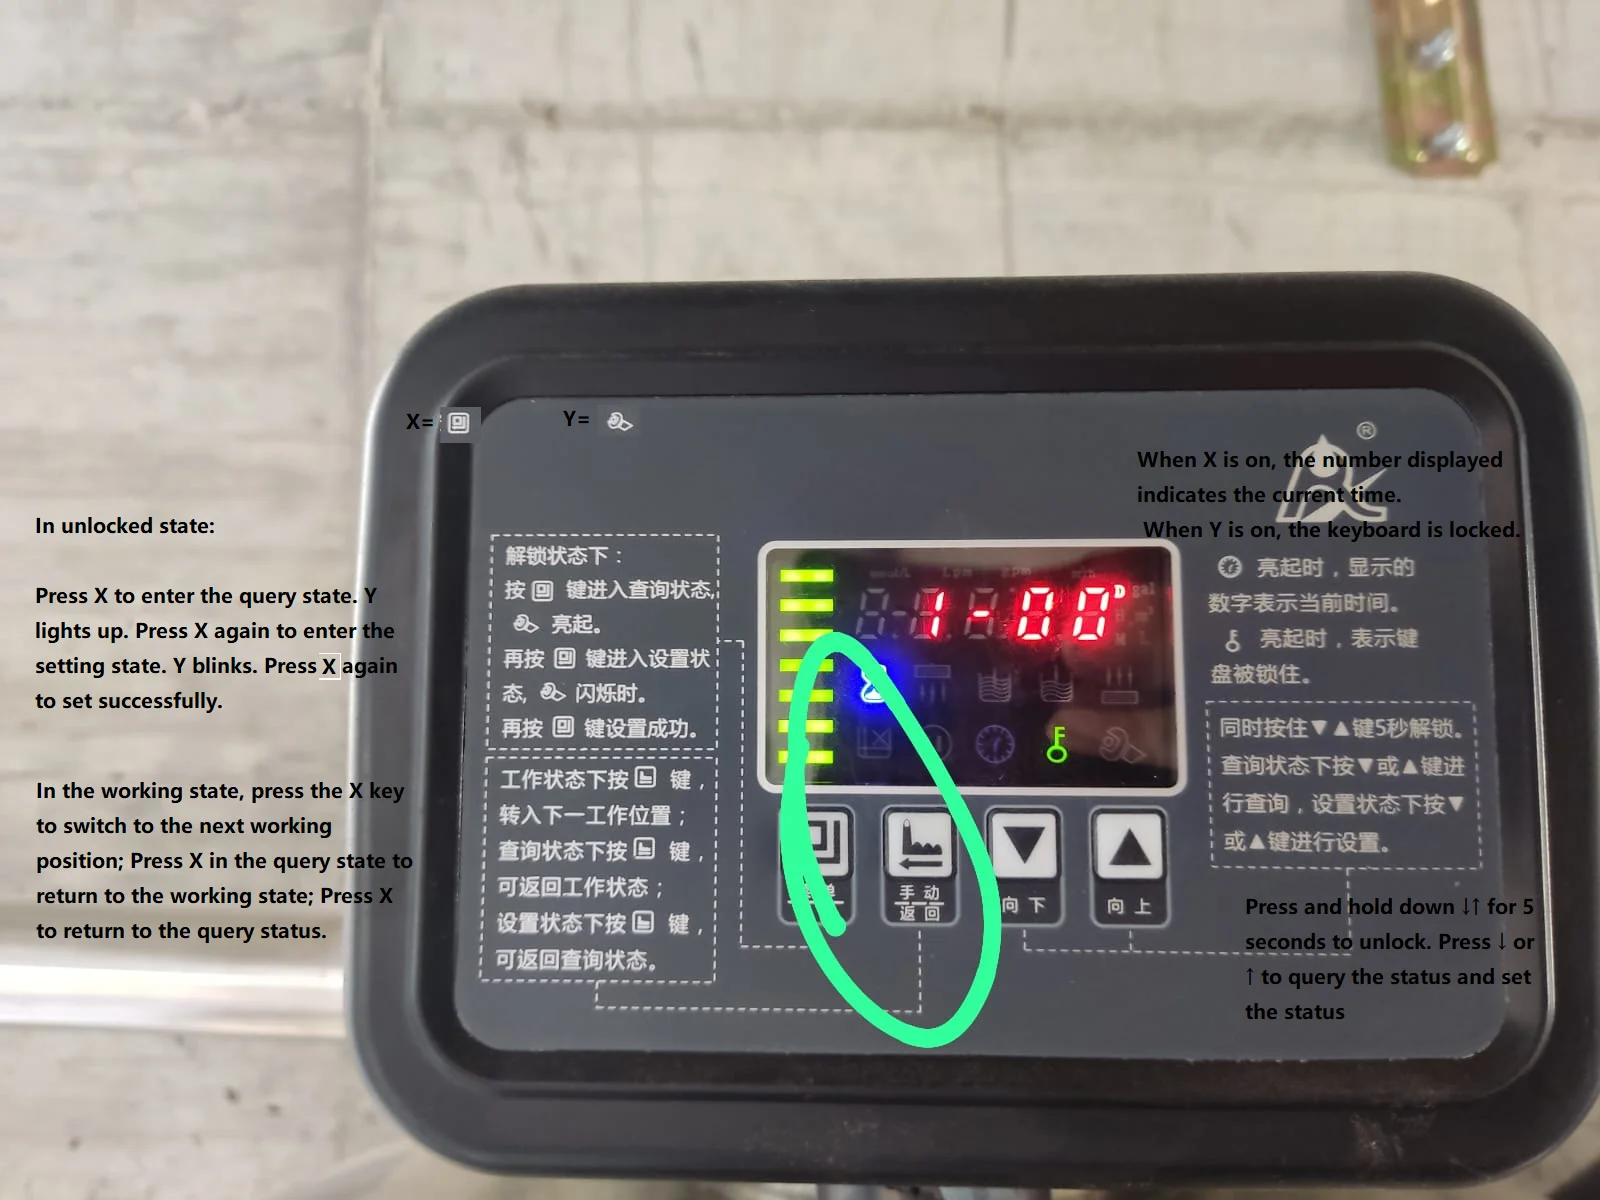 X=
Y=
When X is on, the number displayed
indicates the current time.
When Y is on, the keyboard is locked.
In unlocked state:
Press X to enter the query state. Y
lights up. Press X again to enter the
setting state. Y blinks. Press X again
to set successfully.
In the working state, press the X key
to switch to the next working
position; Press X in the query state to
return to the working state; Press X
to return to the query status.
解锁状态下：
按 键进入查询状态,
亮起。
再按 键进入设置状
态, 闪烁时。
再按 键设置成功。
工作状态下按 键，
转入下一工作位置；
查询状态下按 键，
可返回工作状态；
设置状态下按 键，
可返回查询状态。
1-00 D
gal
手动
返回
向下
向上
®
亮起时，显示的
数字表示当前时间。
亮起时，表示键
盘被锁住。
同时按住▼▲键5秒解锁。
查询状态下按▼或▲键进
行查询，设置状态下按▼
或▲键进行设置。
Press and hold down ↓↑ for 5
seconds to unlock. Press ↓ or
↑ to query the status and set
the status